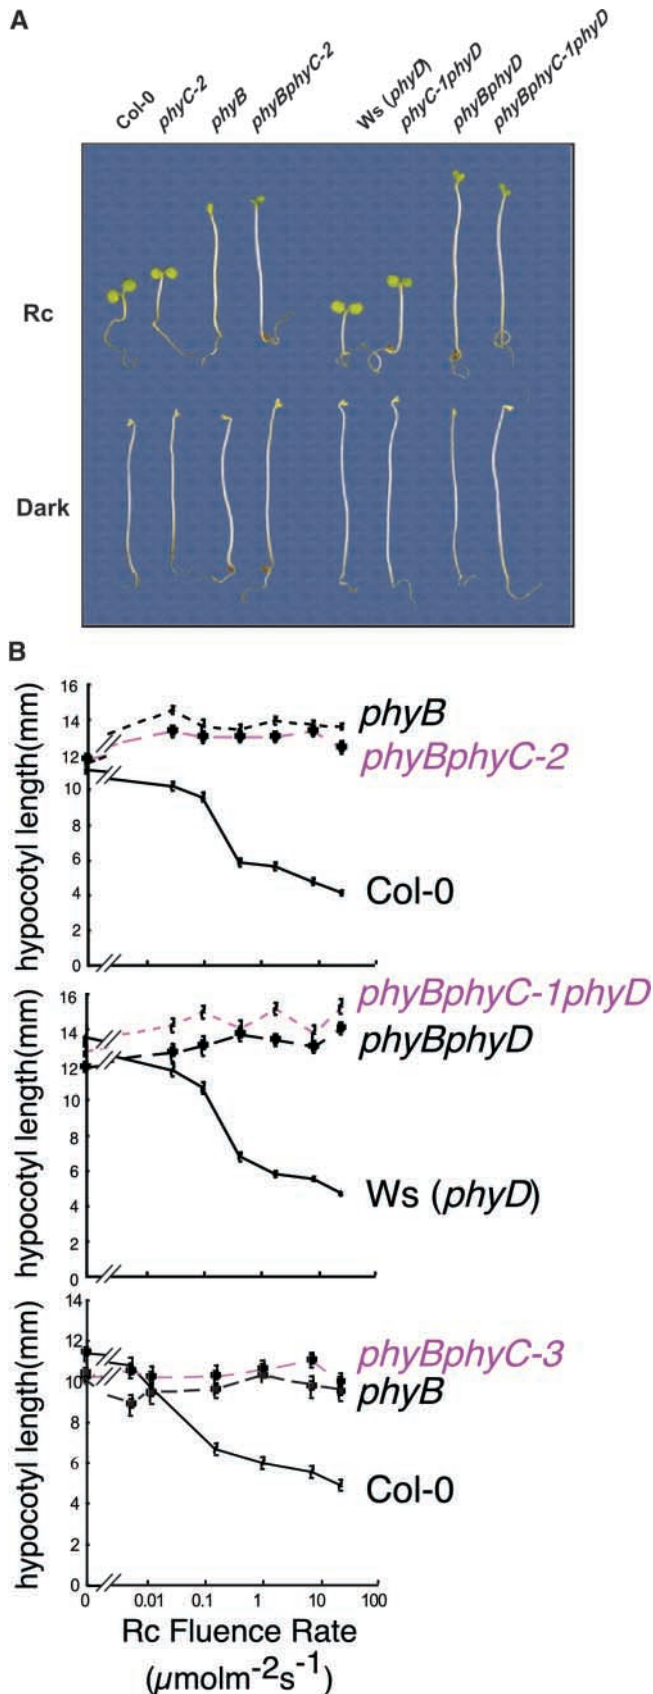 A
Col-0
phyC-2
phyB
phyBphyC-2
Ws (phyD)
phyC-1phyD
phyBphyD
phyBphyC-1phyD
Rc
Dark
B
hypocotyl length(mm)
16
14
12
10
8
6
4
2
0
phyB
phyBphyC-2
Col-0
hypocotyl length(mm)
16
14
12
10
8
6
4
2
0
phyBphyC-1phyD
phyBphyD
Ws (phyD)
hypocotyl length(mm)
14
12
10
8
6
4
2
0
phyBphyC-3
phyB
Col-0
0 0.01 0.1 1 10 100
Rc Fluence Rate
(μmolm⁻²s⁻¹)